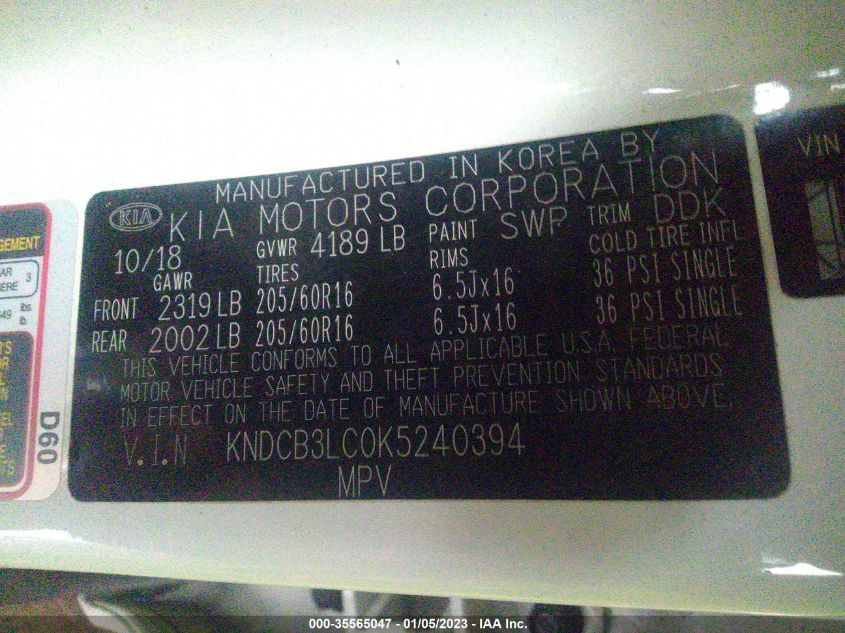 MANUFACTURED IN KOREA BY
KIA KIA MOTORS CORPORATION
10/18 GVWR 4189 LB PAINT SWP TRIM DDK
GAWR TIRES RIMS COLD TIRE INFL
FRONT 2319 LB 205/60R16 6.5Jx16 36 PSI SINGLE
REAR 2002 LB 205/60R16 6.5Jx16 36 PSI SINGLE
THIS VEHICLE CONFORMS TO ALL APPLICABLE U.S.A. FEDERAL
MOTOR VEHICLE SAFETY AND THEFT PREVENTION STANDARDS
IN EFFECT ON THE DATE OF MANUFACTURE SHOWN ABOVE.
V.I.N KNDCB3LC0K5240394
MPV
VIN
3
lbs.
lb.
D60
000-35565047 - 01/05/2023 - IAA Inc.